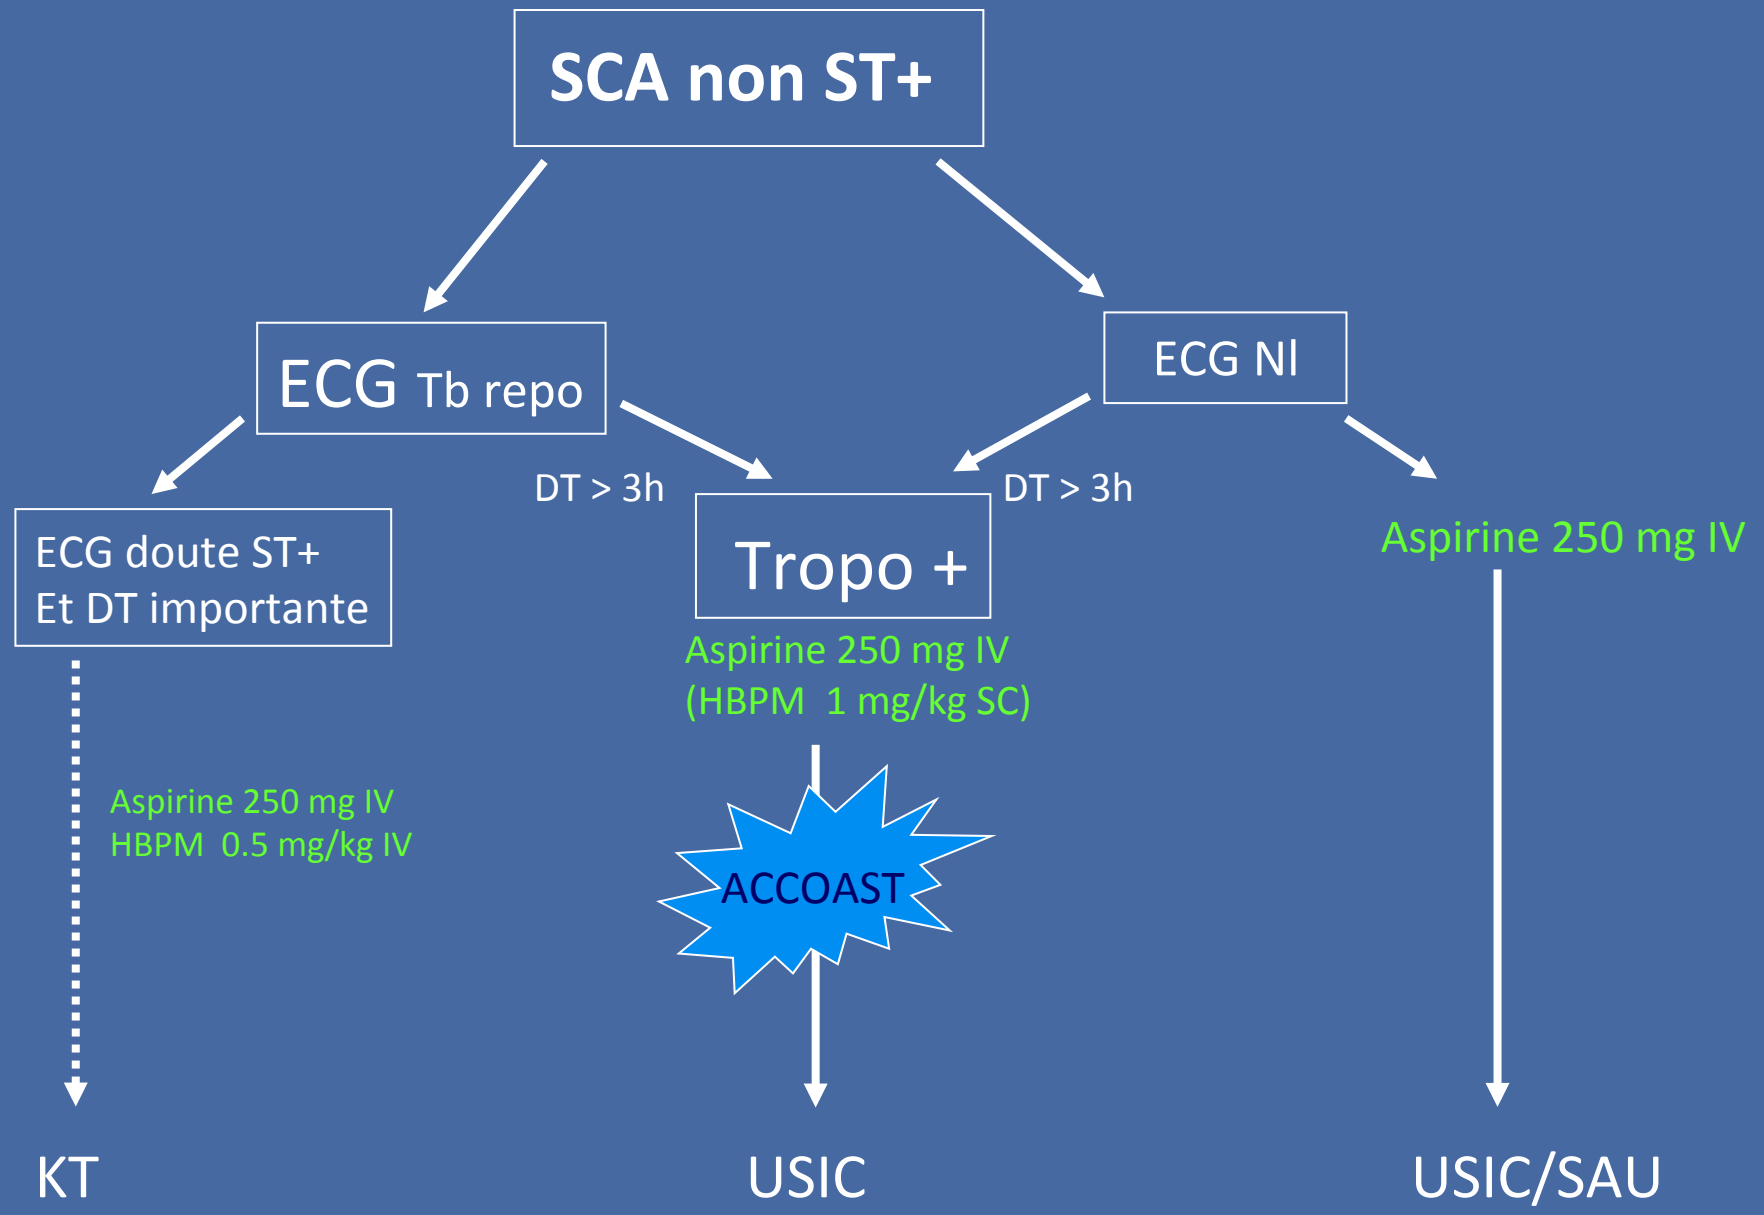 SCA non ST+
ECG Tb repo
ECG Nl
DT > 3h
DT > 3h
ECG doute ST+
Et DT importante
Tropo +
Aspirine 250 mg IV
Aspirine 250 mg IV
(HBPM  1 mg/kg SC)
Aspirine 250 mg IV
HBPM  0.5 mg/kg IV
ACCOAST
KT
USIC
USIC/SAU